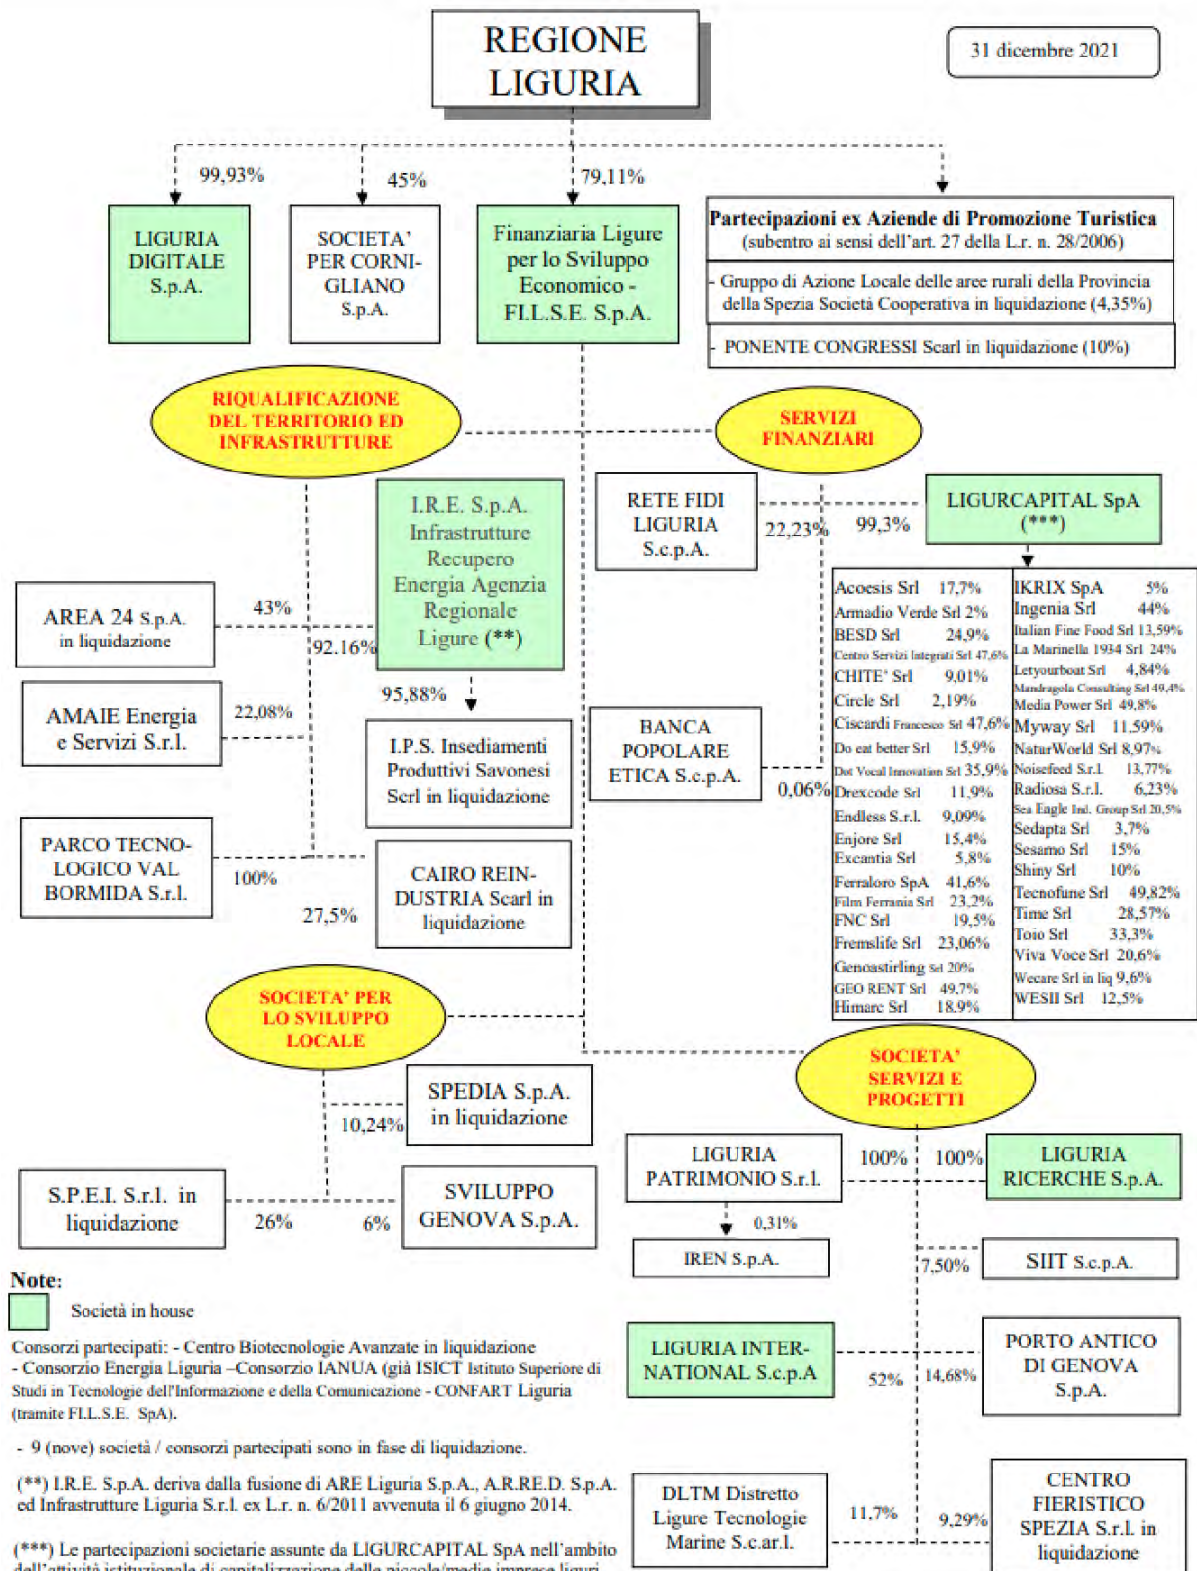 REGIONE
LIGURIA
31 dicembre 2021
99,93%
45%
79,11%
LIGURIA
DIGITALE
S.p.A.
SOCIETA'
PER CORNI-
GLIANO
S.p.A.
Finanziaria Ligure
per lo Sviluppo
Economico -
FI.L.S.E. S.p.A.
Partecipazioni ex Aziende di Promozione Turistica
(subentro ai sensi dell'art. 27 della L.r. n. 28/2006)
- Gruppo di Azione Locale delle aree rurali della Provincia
della Spezia Società Cooperativa in liquidazione (4,35%)
- PONENTE CONGRESSI Scarl in liquidazione (10%)
RIQUALIFICAZIONE
DEL TERRITORIO ED
INFRASTRUTTURE
SERVIZI
FINANZIARI
I.R.E. S.p.A.
Infrastrutture
Recupero
Energia Agenzia
Regionale
Ligure (**)
RETE FIDI
LIGURIA
S.c.p.A.
22,23%
99,3%
LIGURCAPITAL SpA
(***)
AREA 24 S.p.A.
in liquidazione
43%
92.16%
95,88%
AMAIE Energia
e Servizi S.r.l.
22,08%
I.P.S. Insediamenti
Produttivi Savonesi
Scrl in liquidazione
BANCA
POPOLARE
ETICA S.c.p.A.
0,06%
PARCO TECNO-
LOGICO VAL
BORMIDA S.r.l.
100%
27,5%
CAIRO REIN-
DUSTRIA Scarl in
liquidazione
Acoesis Srl 17,7%
Armadio Verde Srl 2%
BESD Srl 24,9%
Centro Servizi Integrati Srl 47,6%
CHITE' Srl 9,01%
Circle Srl 2,19%
Ciscardi Francesco Srl 47,6%
Do eat better Srl 15,9%
Dot Vocal Innovation Srl 35,9%
Drexcode Srl 11,9%
Endless S.r.l. 9,09%
Enjore Srl 15,4%
Excantia Srl 5,8%
Ferraloro SpA 41,6%
Film Ferrania Srl 23,2%
FNC Srl 19,5%
Fremslife Srl 23,06%
Genoastirling Srl 20%
GEO RENT Srl 49,7%
Himarc Srl 18.9%
IKRIX SpA 5%
Ingenia Srl 44%
Italian Fine Food Srl 13,59%
La Marinella 1934 Srl 24%
Letyourboat Srl 4,84%
Mandragola Consulting Srl 49,4%
Media Power Srl 49,8%
Myway Srl 11,59%
NaturWorld Srl 8,97%
Noisefeed S.r.l. 13,77%
Radiosa S.r.l. 6,23%
Sea Eagle Ind. Group Srl 20,5%
Sedapta Srl 3,7%
Sesamo Srl 15%
Shiny Srl 10%
Tecnofune Srl 49,82%
Time Srl 28,57%
Toio Srl 33,3%
Viva Voce Srl 20,6%
Wecare Srl in liq 9,6%
WESII Srl 12,5%
SOCIETA' PER
LO SVILUPPO
LOCALE
SOCIETA'
SERVIZI E
PROGETTI
SPEDIA S.p.A.
in liquidazione
10,24%
S.P.E.I. S.r.l. in
liquidazione
26%
6%
SVILUPPO
GENOVA S.p.A.
LIGURIA
PATRIMONIO S.r.l.
100%
100%
LIGURIA
RICERCHE S.p.A.
0,31%
IREN S.p.A.
7,50%
SIIT S.c.p.A.
LIGURIA INTER-
NATIONAL S.c.p.A
52%
14,68%
PORTO ANTICO
DI GENOVA
S.p.A.
DLTM Distretto
Ligure Tecnologie
Marine S.c.ar.l.
11,7%
9,29%
CENTRO
FIERISTICO
SPEZIA S.r.l. in
liquidazione
Note:
Società in house
Consorzi partecipati: - Centro Biotecnologie Avanzate in liquidazione
- Consorzio Energia Liguria –Consorzio IANUA (già ISICT Istituto Superiore di
Studi in Tecnologie dell'Informazione e della Comunicazione - CONFART Liguria
(tramite FI.L.S.E. SpA).
- 9 (nove) società / consorzi partecipati sono in fase di liquidazione.
(**) I.R.E. S.p.A. deriva dalla fusione di ARE Liguria S.p.A., A.R.RE.D. S.p.A.
ed Infrastrutture Liguria S.r.l. ex L.r. n. 6/2011 avvenuta il 6 giugno 2014.
(***) Le partecipazioni societarie assunte da LIGURCAPITAL SpA nell'ambito
dell'attività istituzionale di capitalizzazione delle piccole/medie imprese liguri